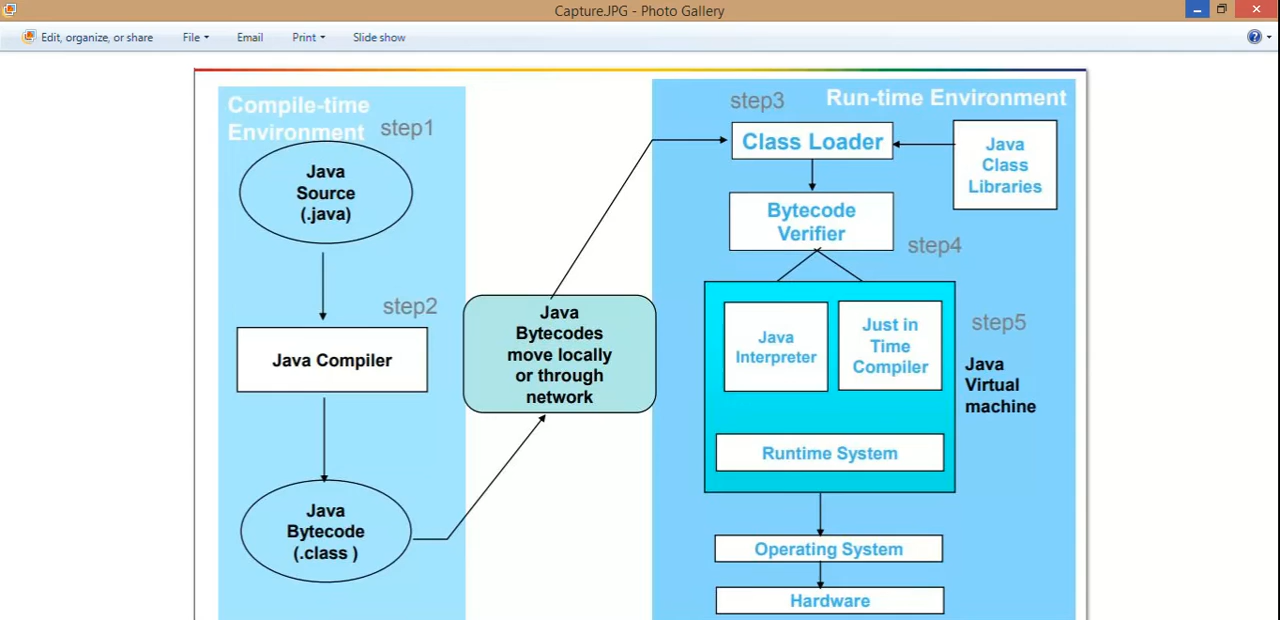 CaptureJPG - Photo Gallery
Edit, organize, or share
File
Email
Print
Slide show
Compile-time
Environment
step1
Java
Source
(.java)
step2
Java Compiler
Java
Bytecode
(.class )
Java
Bytecodes
move locally
or through
network
step3
Run-time Environment
Class Loader
Java
Class
Libraries
Bytecode
Verifier
step4
Java
Interpreter
Just in
Time
Compiler
step5
Java
Virtual
machine
Runtime System
Operating System
Hardware